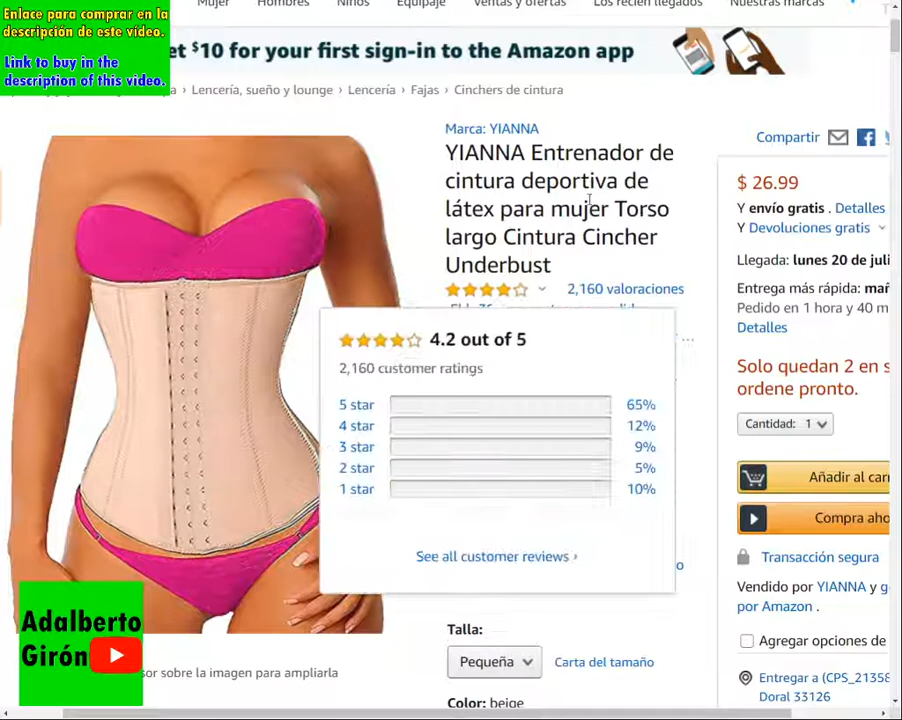 Enlace para comprar en la
descripción de este vídeo.
Link to buy in the
description of this video.
Mujer Hombres Niños Equipaje Ventas y ofertas Los recién llegados Nuestras marcas
et $10 for your first sign-in to the Amazon app
› Lencería, sueño y lounge › Lencería › Fajas › Cinchers de cintura
Marca: YIANNA
Compartir
YIANNA Entrenador de
cintura deportiva de
látex para mujer Torso
largo Cintura Cincher
Underbust
2,160 valoraciones
$ 26.99
Y envío gratis . Detalles
Y Devoluciones gratis
Llegada: lunes 20 de juli
Entrega más rápida: mañ
Pedido en 1 hora y 40 m
Detalles
Solo quedan 2 en s
ordene pronto.
Cantidad: 1
Añadir al carr
Compra aho
Transacción segura
Vendido por YIANNA y g
por Amazon .
Agregar opciones de
Entregar a (CPS_21358
Doral 33126
4.2 out of 5
2,160 customer ratings
5 star 65%
4 star 12%
3 star 9%
2 star 5%
1 star 10%
See all customer reviews ›
Talla:
Pequeña
Carta del tamaño
Color: beige
sor sobre la imagen para ampliarla
Adalberto
Girón